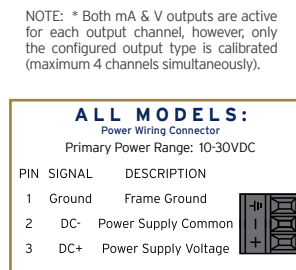 NOTE: * Both mA & V outputs are active
for each output channel, however, only
the configured output type is calibrated
(maximum 4 channels simultaneously).
ALL MODELS:
Power Wiring Connector
Primary Power Range: 10-30VDC
PIN SIGNAL DESCRIPTION
1 Ground Frame Ground
2 DC- Power Supply Common
3 DC+ Power Supply Voltage